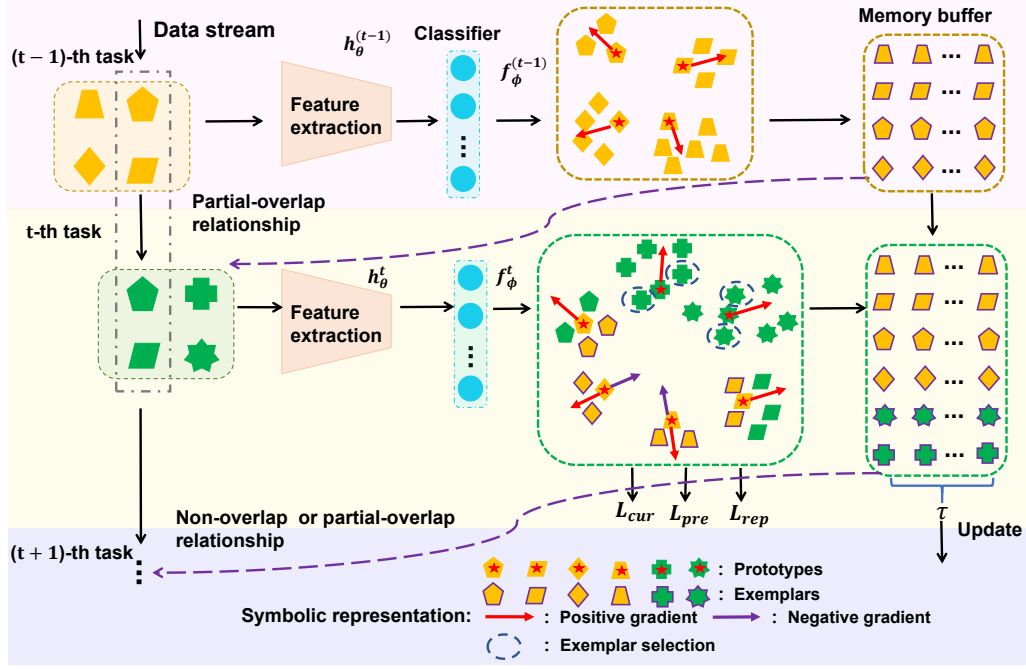 Data stream
Memory buffer
(t − 1)-th task
h_θ^(t−1)
Classifier
f_ϕ^(t−1)
Feature
extraction
...
...
...
...
...
Partial-overlap
relationship
t-th task
h_θ^t
f_ϕ^t
Feature
extraction
...
...
...
...
...
...
...
L_cur
L_pre
L_rep
τ
Update
Non-overlap or partial-overlap
relationship
(t + 1)-th task
...
: Prototypes
: Exemplars
Symbolic representation:
: Positive gradient
: Negative gradient
: Exemplar selection